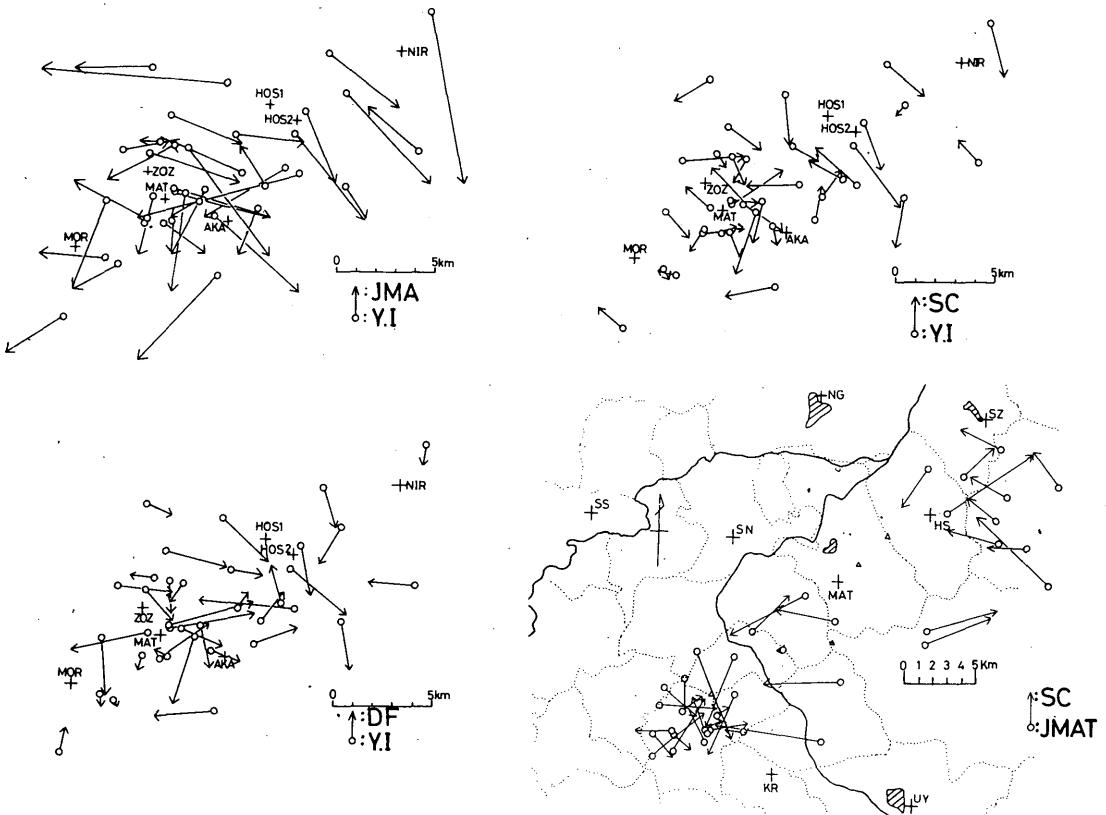 NIR
HOS1
HOS2
ZOZ
MAT
AKA
MOR
0 5km
:JMA
:Y.I
NIR
HOS1
HOS2
ZOZ
MAT
AKA
MOR
0 5km
:SC
:Y.I
NIR
HOS1
HOS2
ZOZ
MAT
AKA
MOR
0 5km
:DF
:Y.I
NG
SZ
SS
SN
HS
MAT
0 1 2 3 4 5 Km
:SC
:JMAT
KR
UY